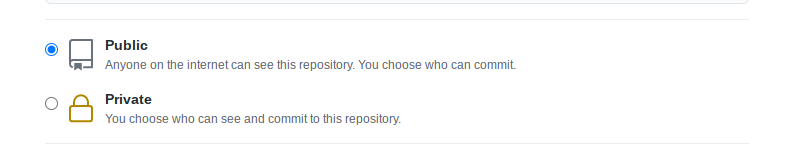 Public
Anyone on the internet can see this repository. You choose who can commit.
Private
You choose who can see and commit to this repository.